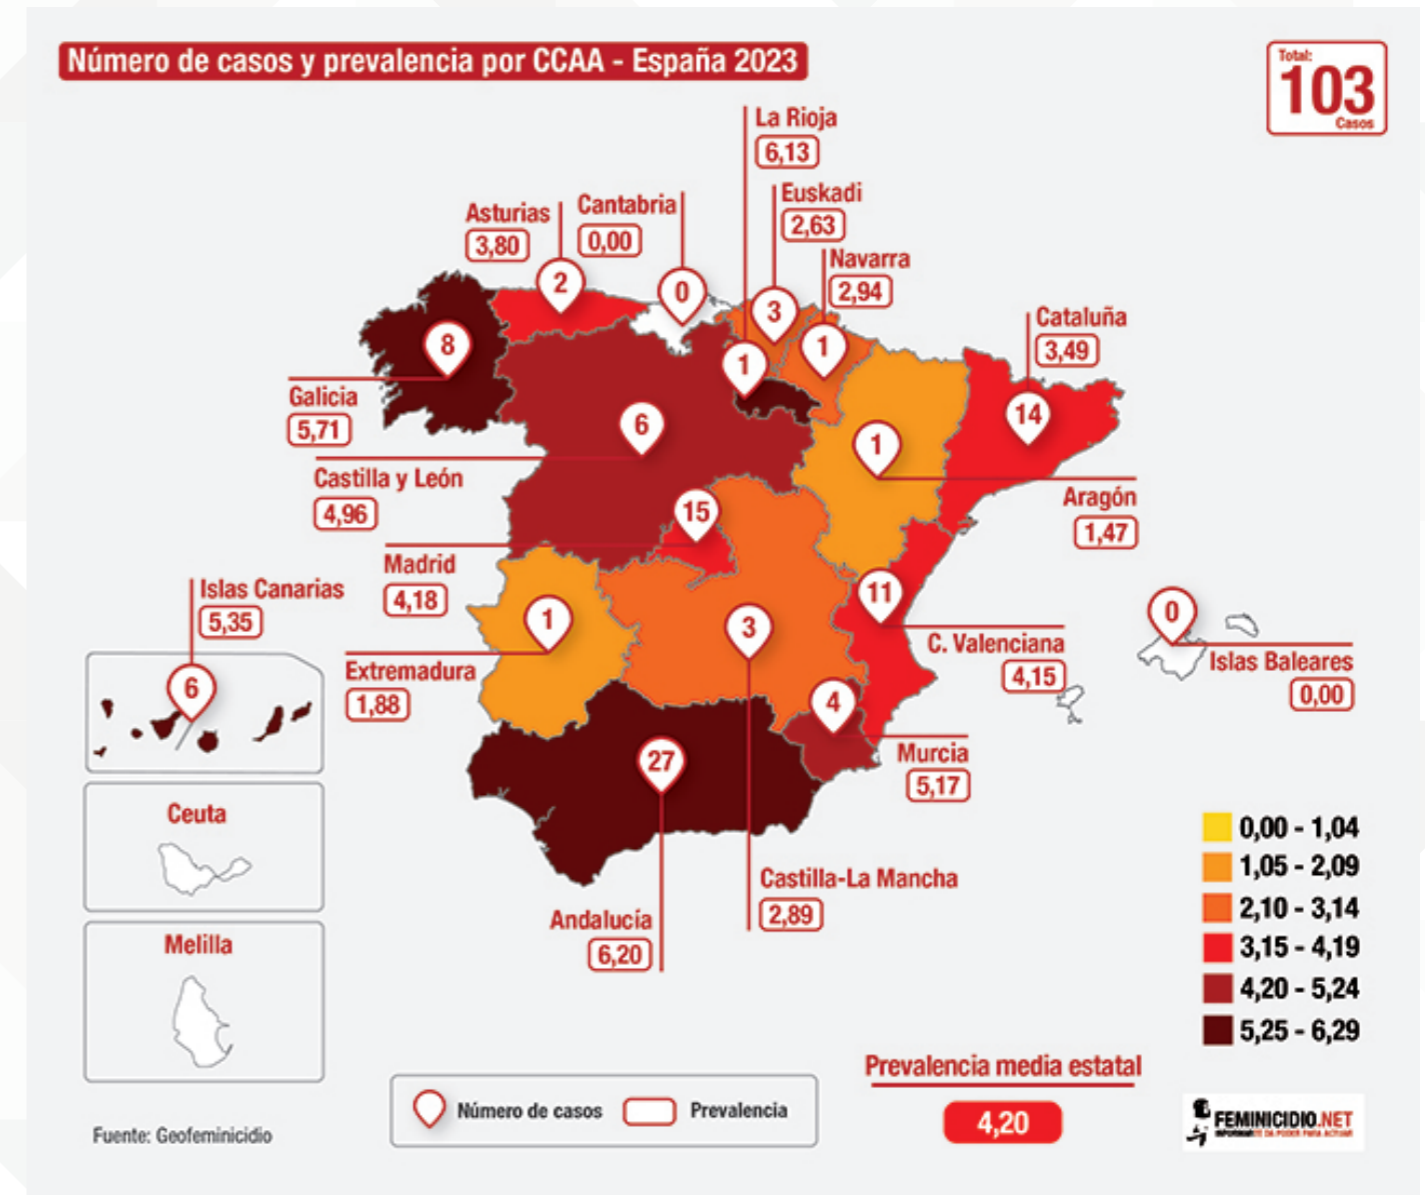 Número de casos y prevalencia por CCAA - España 2023
Total:
103
Casos
La Rioja
6,13
1
Euskadi
2,63
3
Asturias
3,80
2
Cantabria
0,00
0
Navarra
2,94
1
Cataluña
3,49
14
8
Galicia
5,71
6
Castilla y León
4,96
1
Aragón
1,47
15
Madrid
4,18
Islas Canarias
5,35
6
11
C. Valenciana
4,15
0
Islas Baleares
0,00
1
Extremadura
1,88
3
Castilla-La Mancha
2,89
4
Murcia
5,17
27
Andalucía
6,20
Ceuta
Melilla
0,00 - 1,04
1,05 - 2,09
2,10 - 3,14
3,15 - 4,19
4,20 - 5,24
5,25 - 6,29
Prevalencia media estatal
4,20
Número de casos
Prevalencia
Fuente: Geofeminicidio
FEMINICIDIO.NET
INFORMARTE DA PODER PARA ACTUAR